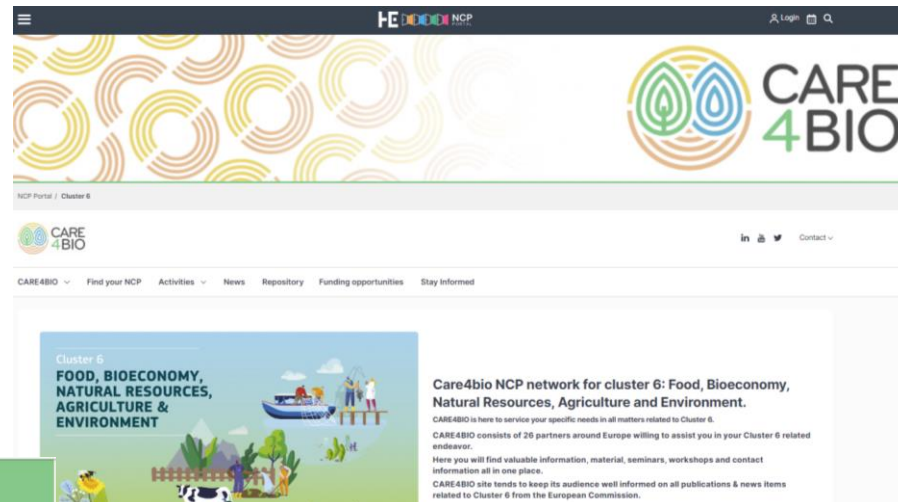 HE NCP
PORTAL
Login
CARE
4BIO
NCP Portal / Cluster 6
CARE
4BIO
in
Contact
CARE4BIO Find your NCP Activities News Repository Funding opportunities Stay Informed
Cluster 6
FOOD, BIOECONOMY,
NATURAL RESOURCES,
AGRICULTURE &
ENVIRONMENT
Care4bio NCP network for cluster 6: Food, Bioeconomy,
Natural Resources, Agriculture and Environment.
CARE4BIO is here to service your specific needs in all matters related to Cluster 6.
CARE4BIO consists of 26 partners around Europe willing to assist you in your Cluster 6 related
endeavor.
Here you will find valuable information, material, seminars, workshops and contact
information all in one place.
CARE4BIO site tends to keep its audience well informed on all publications & news items
related to Cluster 6 from the European Commission.